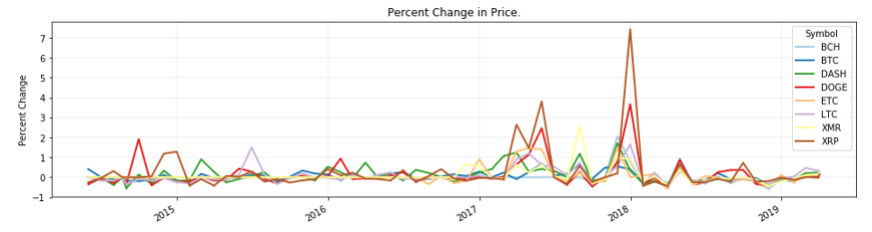 Percent Change in Price.
Percent Change
7
6
5
4
3
2
1
0
−1
2015
2016
2017
2018
2019
Symbol
BCH
BTC
DASH
DOGE
ETC
LTC
XMR
XRP